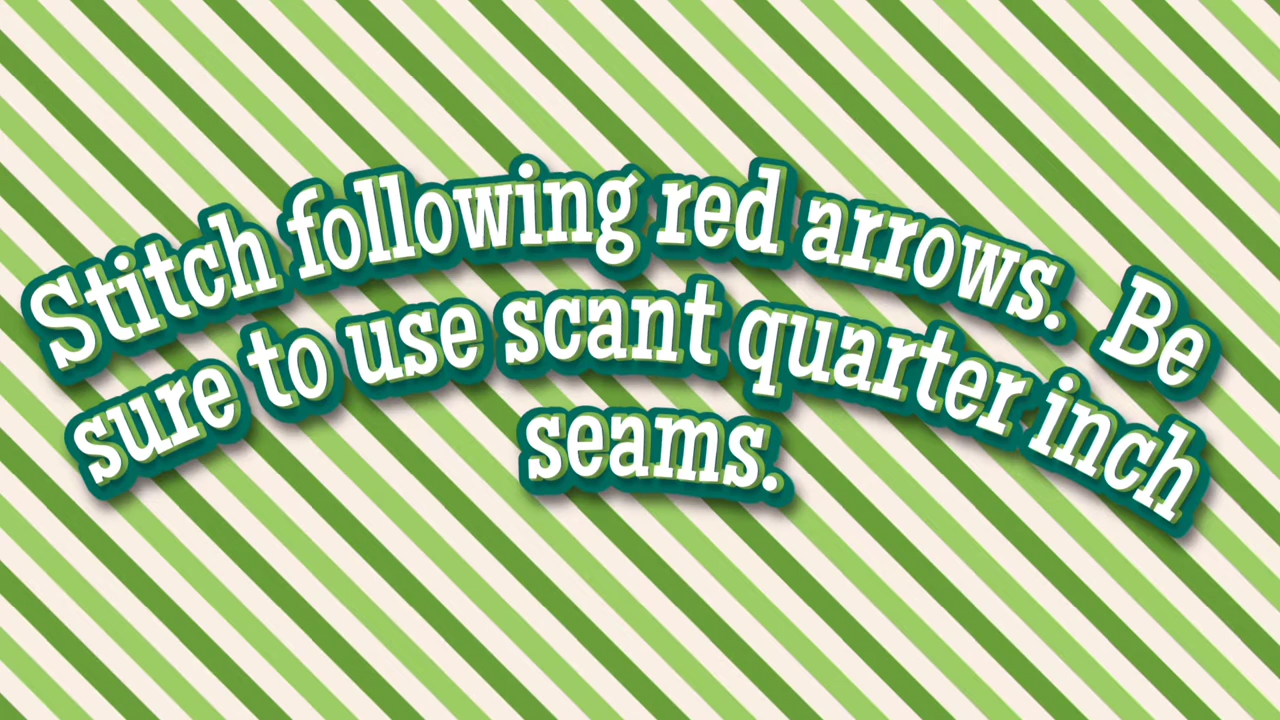 Stitch following red arrows.  Be
sure to use scant quarter inch
seams.